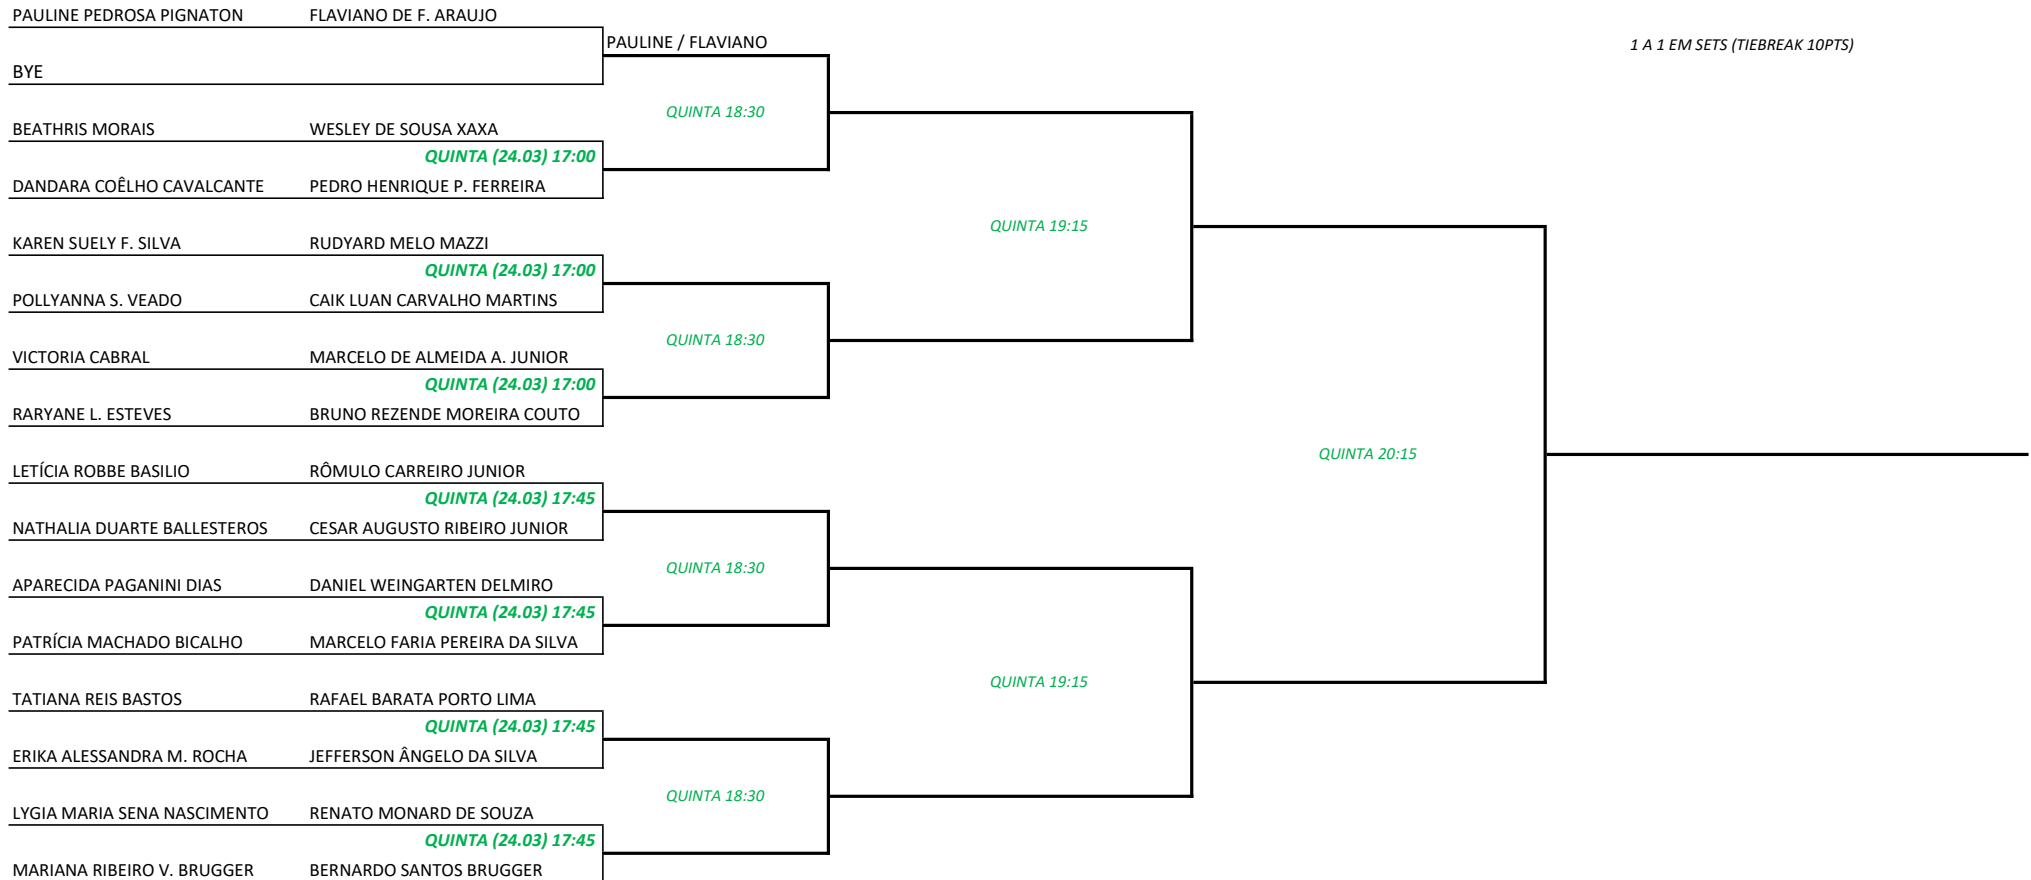 PAULINE PEDROSA PIGNATON FLAVIANO DE F. ARAUJO
PAULINE / FLAVIANO
1 A 1 EM SETS (TIEBREAK 10PTS)
BYE
QUINTA 18:30
BEATHRIS MORAIS WESLEY DE SOUSA XAXA
QUINTA (24.03) 17:00
DANDARA COÊLHO CAVALCANTE PEDRO HENRIQUE P. FERREIRA
QUINTA 19:15
KAREN SUELY F. SILVA RUDYARD MELO MAZZI
QUINTA (24.03) 17:00
POLLYANNA S. VEADO CAIK LUAN CARVALHO MARTINS
QUINTA 18:30
VICTORIA CABRAL MARCELO DE ALMEIDA A. JUNIOR
QUINTA (24.03) 17:00
RARYANE L. ESTEVES BRUNO REZENDE MOREIRA COUTO
QUINTA 20:15
LETÍCIA ROBBE BASILIO RÔMULO CARREIRO JUNIOR
QUINTA (24.03) 17:45
NATHALIA DUARTE BALLESTEROS CESAR AUGUSTO RIBEIRO JUNIOR
QUINTA 18:30
APARECIDA PAGANINI DIAS DANIEL WEINGARTEN DELMIRO
QUINTA (24.03) 17:45
PATRÍCIA MACHADO BICALHO MARCELO FARIA PEREIRA DA SILVA
QUINTA 19:15
TATIANA REIS BASTOS RAFAEL BARATA PORTO LIMA
QUINTA (24.03) 17:45
ERIKA ALESSANDRA M. ROCHA JEFFERSON ÂNGELO DA SILVA
QUINTA 18:30
LYGIA MARIA SENA NASCIMENTO RENATO MONARD DE SOUZA
QUINTA (24.03) 17:45
MARIANA RIBEIRO V. BRUGGER BERNARDO SANTOS BRUGGER